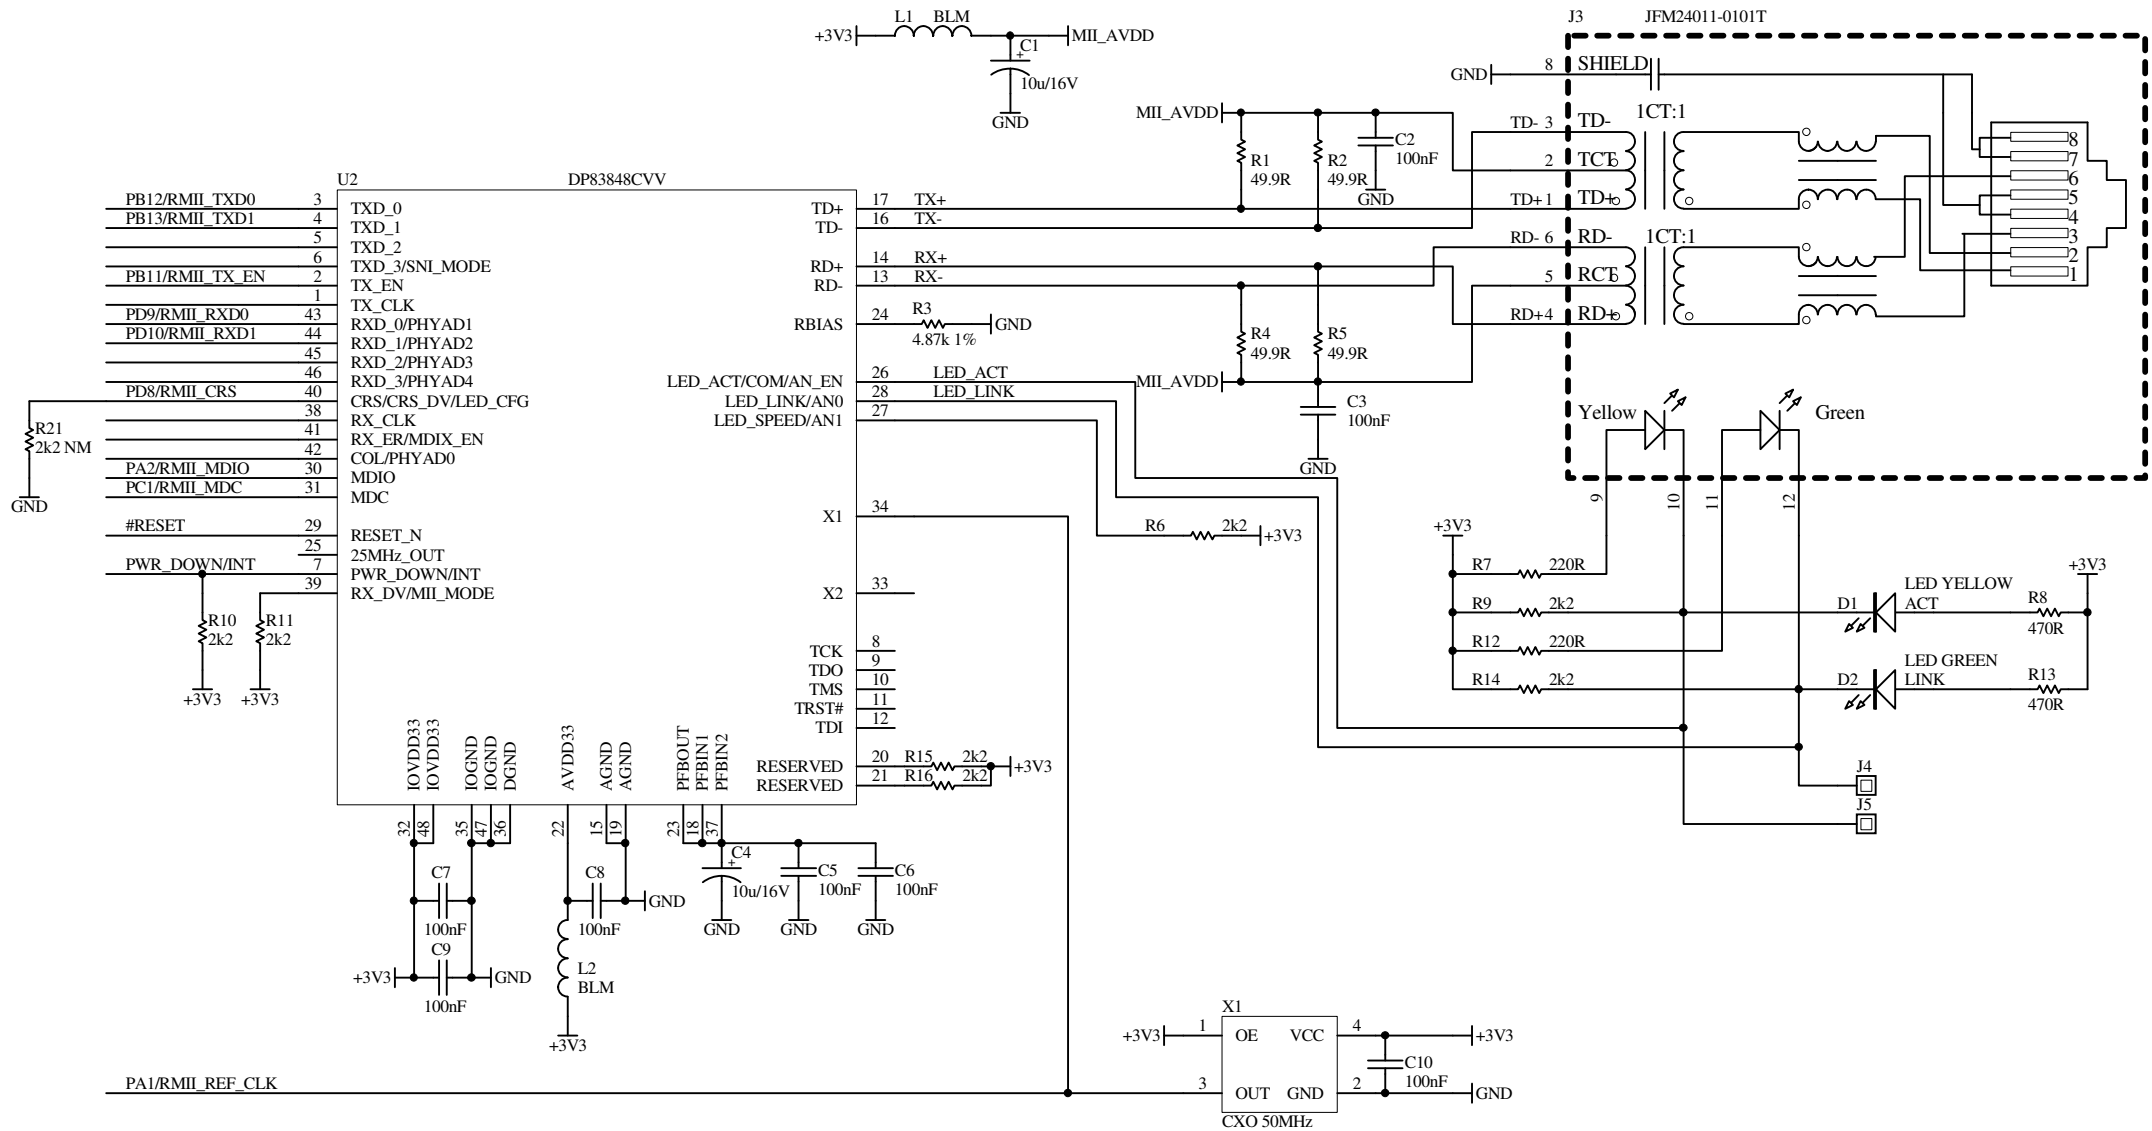 L1 BLM
+3V3 MII_AVDD
C1
+
10u/16V
GND
J3 JFM24011-0101T
GND 8 SHIELD
MII_AVDD
1CT:1
TD- 3 TD-
2 TCT
TD+ 1 TD+
R1
49.9R
R2
49.9R
C2
100nF
GND
RD- 6 RD-
1CT:1
5 RCT
RD+ 4 RD+
8
7
6
5
4
3
2
1
U2 DP83848CVV
PB12/RMII_TXD0 3 TXD_0
PB13/RMII_TXD1 4 TXD_1
5 TXD_2
6 TXD_3/SNI_MODE
PB11/RMII_TX_EN 2 TX_EN
1 TX_CLK
PD9/RMII_RXD0 43 RXD_0/PHYAD1
PD10/RMII_RXD1 44 RXD_1/PHYAD2
45 RXD_2/PHYAD3
46 RXD_3/PHYAD4
PD8/RMII_CRS 40 CRS/CRS_DV/LED_CFG
38 RX_CLK
41 RX_ER/MDIX_EN
42 COL/PHYAD0
PA2/RMII_MDIO 30 MDIO
PC1/RMII_MDC 31 MDC
#RESET 29 RESET_N
25 25MHz_OUT
PWR_DOWN/INT 7 PWR_DOWN/INT
39 RX_DV/MII_MODE
R21
2k2 NM
GND
R10
2k2
+3V3
R11
2k2
+3V3
TD+ 17 TX+
TD- 16 TX-
RD+ 14 RX+
RD- 13 RX-
RBIAS 24 R3 GND
4.87k 1%
LED_ACT/COM/AN_EN 26 LED_ACT
LED_LINK/AN0 28 LED_LINK
LED_SPEED/AN1 27
X1 34
X2 33
TCK 8
TDO 9
TMS 10
TRST# 11
TDI 12
RESERVED 20 R15 2k2 +3V3
RESERVED 21 R16 2k2
R4
49.9R
R5
49.9R
MII_AVDD
C3
100nF
GND
R6 2k2 +3V3
Yellow Green
9 10 11 12
+3V3
R7 220R
R9 2k2
R12 220R
R14 2k2
D1 LED YELLOW
ACT
R8
470R
+3V3
D2 LED GREEN
LINK
R13
470R
J4
J5
IOVDD33 IOVDD33 IOGND IOGND DGND AVDD33 AGND AGND PFBOUT PFBIN1 PFBIN2
32 48 35 47 36 22 15 19 23 18 37
C7
100nF
C9
100nF
+3V3 GND
C8
100nF
GND
L2
BLM
+3V3
C4
+
10u/16V
GND
C5
100nF
GND
C6
100nF
GND
X1
+3V3 1 OE VCC 4 +3V3
C10
100nF
PA1/RMII_REF_CLK 3 OUT GND 2 GND
CXO 50MHz